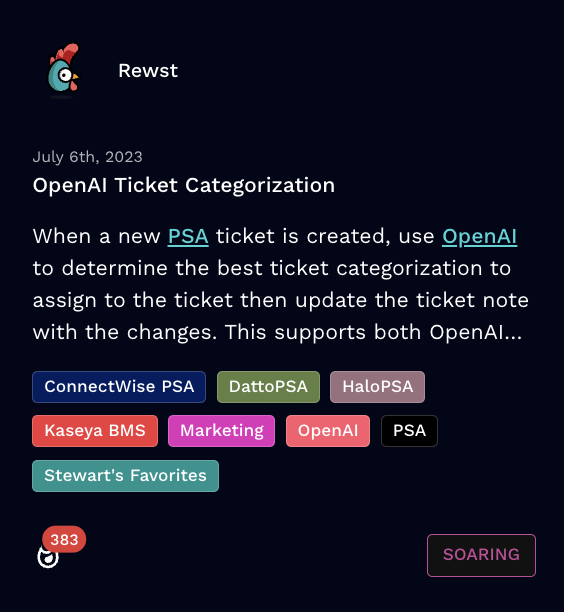 Rewst
July 6th, 2023
OpenAI Ticket Categorization
When a new PSA ticket is created, use OpenAI
to determine the best ticket categorization to
assign to the ticket then update the ticket note
with the changes. This supports both OpenAI...
ConnectWise PSA DattoPSA HaloPSA
Kaseya BMS Marketing OpenAI PSA
Stewart's Favorites
383
SOARING